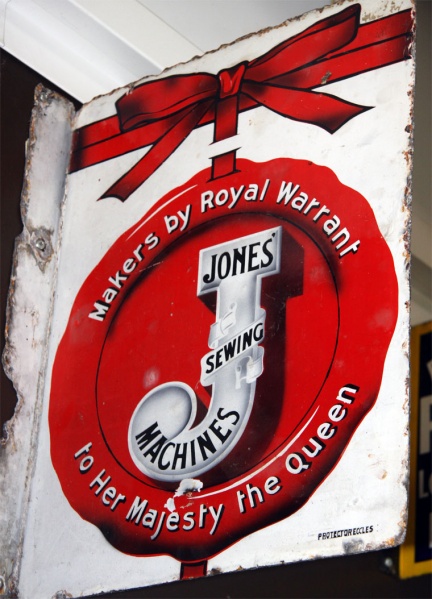 Makers by Royal Warrant
JONES'
SEWING
MACHINES
to Her Majesty the Queen
PROTECTOR ECCLES